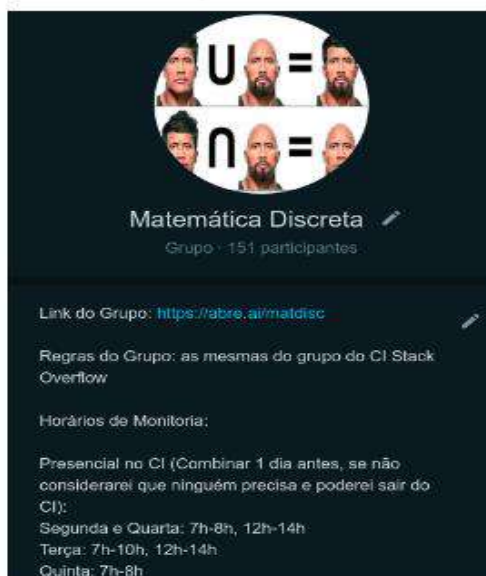 U =
∩ =
Matemática Discreta
Grupo · 151 participantes
Link do Grupo: https://abre.ai/matdisc
Regras do Grupo: as mesmas do grupo do CI Stack
Overflow
Horários de Monitoria:
Presencial no CI (Combinar 1 dia antes, se não
considerarei que ninguém precisa e poderei sair do
CI):
Segunda e Quarta: 7h-8h, 12h-14h
Terça: 7h-10h, 12h-14h
Quinta: 7h-8h